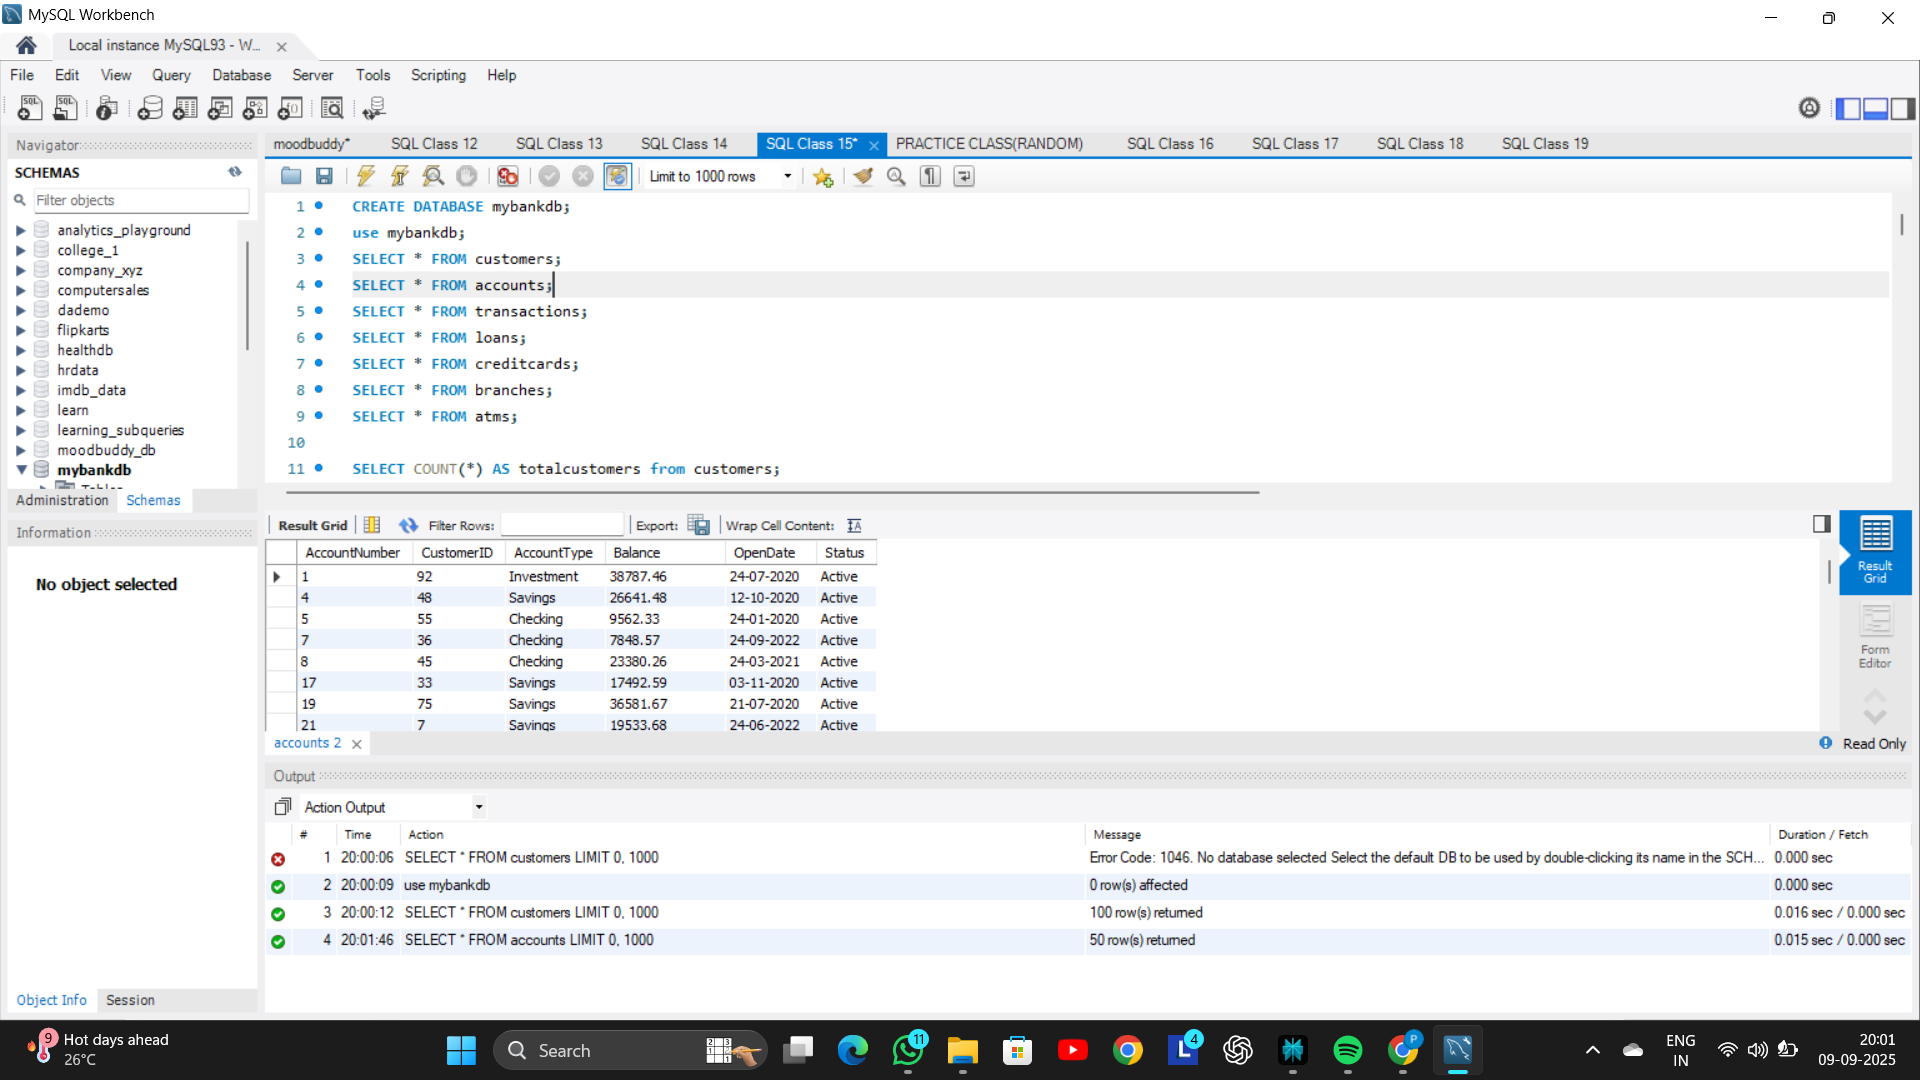 MySQL Workbench
Local instance MySQL93 - W...
File Edit View Query Database Server Tools Scripting Help
Navigator
SCHEMAS
Filter objects
analytics_playground
college_1
company_xyz
computersales
dademo
flipkarts
healthdb
hrdata
imdb_data
learn
learning_subqueries
moodbuddy_db
mybankdb
Tables
Administration Schemas
Information
No object selected
Object Info Session
moodbuddy* SQL Class 12 SQL Class 13 SQL Class 14 SQL Class 15* PRACTICE CLASS(RANDOM) SQL Class 16 SQL Class 17 SQL Class 18 SQL Class 19
Limit to 1000 rows
1 CREATE DATABASE mybankdb;
2 use mybankdb;
3 SELECT * FROM customers;
4 SELECT * FROM accounts;
5 SELECT * FROM transactions;
6 SELECT * FROM loans;
7 SELECT * FROM creditcards;
8 SELECT * FROM branches;
9 SELECT * FROM atms;
10
11 SELECT COUNT(*) AS totalcustomers from customers;
Result Grid Filter Rows: Export: Wrap Cell Content:
AccountNumber CustomerID AccountType Balance OpenDate Status
1 92 Investment 38787.46 24-07-2020 Active
4 48 Savings 26641.48 12-10-2020 Active
5 55 Checking 9562.33 24-01-2020 Active
7 36 Checking 7848.57 24-09-2022 Active
8 45 Checking 23380.26 24-03-2021 Active
17 33 Savings 17492.59 03-11-2020 Active
19 75 Savings 36581.67 21-07-2020 Active
21 7 Savings 19533.68 24-06-2022 Active
Result
Grid
Form
Editor
accounts 2
Read Only
Output
Action Output
# Time Action Message Duration / Fetch
1 20:00:06 SELECT * FROM customers LIMIT 0, 1000 Error Code: 1046. No database selected Select the default DB to be used by double-clicking its name in the SCH... 0.000 sec
2 20:00:09 use mybankdb 0 row(s) affected 0.000 sec
3 20:00:12 SELECT * FROM customers LIMIT 0, 1000 100 row(s) returned 0.016 sec / 0.000 sec
4 20:01:46 SELECT * FROM accounts LIMIT 0, 1000 50 row(s) returned 0.015 sec / 0.000 sec
9
Hot days ahead
26°C
Search
11
4
L
P
ENG
IN
20:01
09-09-2025